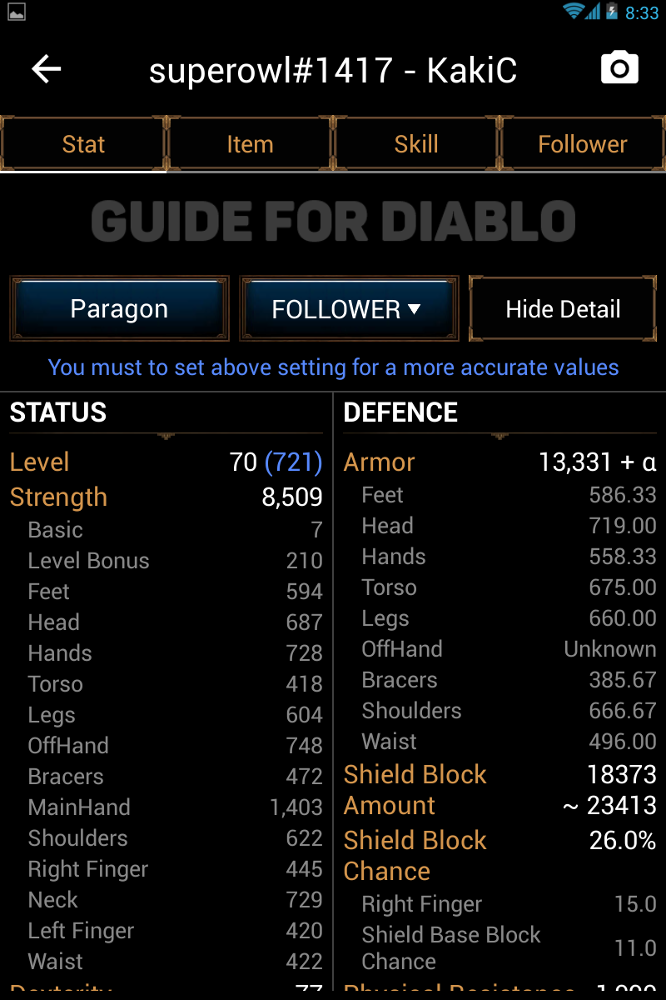 8:33
superowl#1417 - KakiC
Stat Item Skill Follower
GUIDE FOR DIABLO
Paragon FOLLOWER ▼ Hide Detail
You must to set above setting for a more accurate values
STATUS
Level 70 (721)
Strength 8,509
Basic 7
Level Bonus 210
Feet 594
Head 687
Hands 728
Torso 418
Legs 604
OffHand 748
Bracers 472
MainHand 1,403
Shoulders 622
Right Finger 445
Neck 729
Left Finger 420
Waist 422
Dexterity 77
DEFENCE
Armor 13,331 + α
Feet 586.33
Head 719.00
Hands 558.33
Torso 675.00
Legs 660.00
OffHand Unknown
Bracers 385.67
Shoulders 666.67
Waist 496.00
Shield Block 18373
Amount ~ 23413
Shield Block 26.0%
Chance
Right Finger 15.0
Shield Base Block
Chance 11.0
Physical Resistance